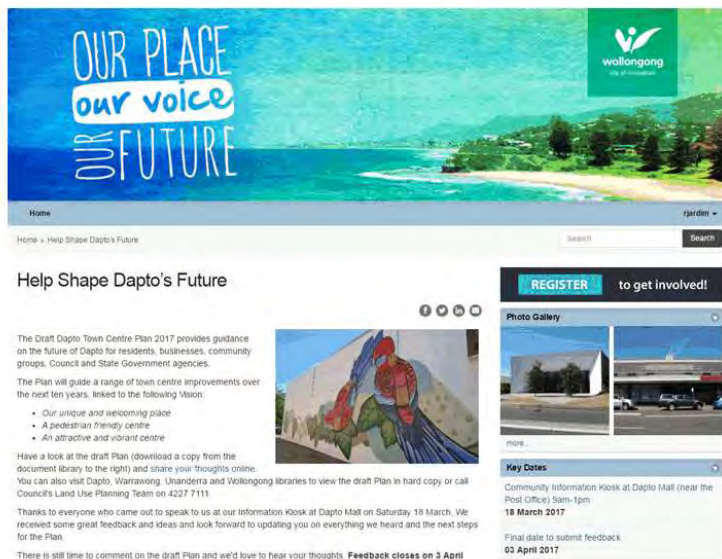 OUR PLACE
our voice
OUR FUTURE
wollongong
city of innovation
Home
rjardim
Home » Help Shape Dapto's Future
Search
Search
Help Shape Dapto's Future
REGISTER to get involved!
Photo Gallery
The Draft Dapto Town Centre Plan 2017 provides guidance
on the future of Dapto for residents, businesses, community
groups, Council and State Government agencies.
The Plan will guide a range of town centre improvements over
the next ten years, linked to the following Vision:
• Our unique and welcoming place
• A pedestrian friendly centre
• An attractive and vibrant centre
Have a look at the draft Plan (download a copy from the
document library to the right) and share your thoughts online.
You can also visit Dapto, Warrawong, Unanderra and Wollongong libraries to view the draft Plan in hard copy or call
Council's Land Use Planning Team on 4227 7111.
Thanks to everyone who came out to speak to us at our Information Kiosk at Dapto Mall on Saturday 18 March. We
received some great feedback and ideas and look forward to updating you on everything we heard and the next steps
for the Plan.
There is still time to comment on the draft Plan and we'd love to hear your thoughts. Feedback closes on 3 April
more...
Key Dates
Community Information Kiosk at Dapto Mall (near the
Post Office) 9am-1pm
18 March 2017
Final date to submit feedback
03 April 2017